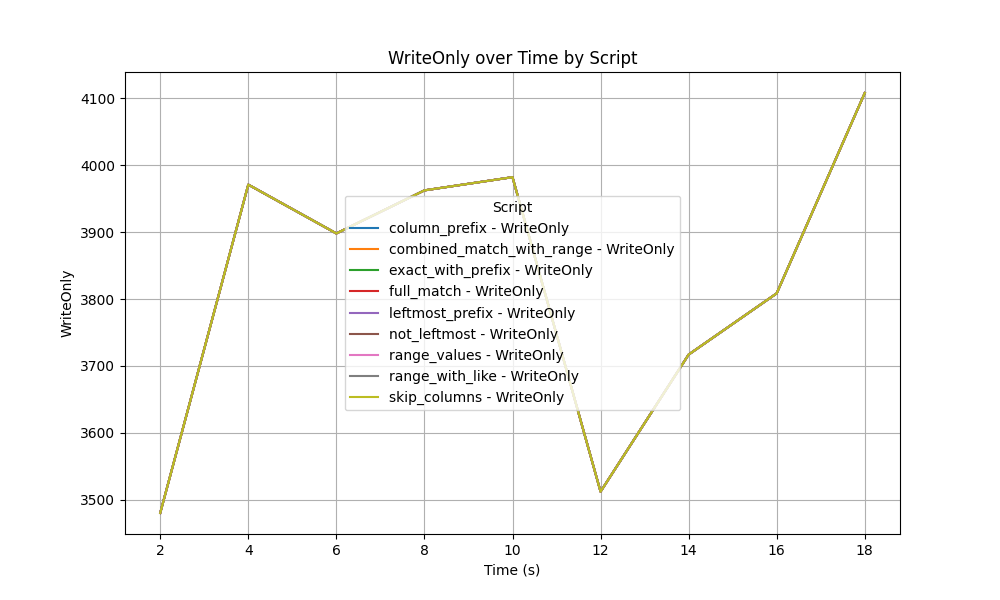 WriteOnly over Time by Script
4100
4000
3900
3800
3700
3600
3500
WriteOnly
Script
column_prefix - WriteOnly
combined_match_with_range - WriteOnly
exact_with_prefix - WriteOnly
full_match - WriteOnly
leftmost_prefix - WriteOnly
not_leftmost - WriteOnly
range_values - WriteOnly
range_with_like - WriteOnly
skip_columns - WriteOnly
2 4 6 8 10 12 14 16 18
Time (s)